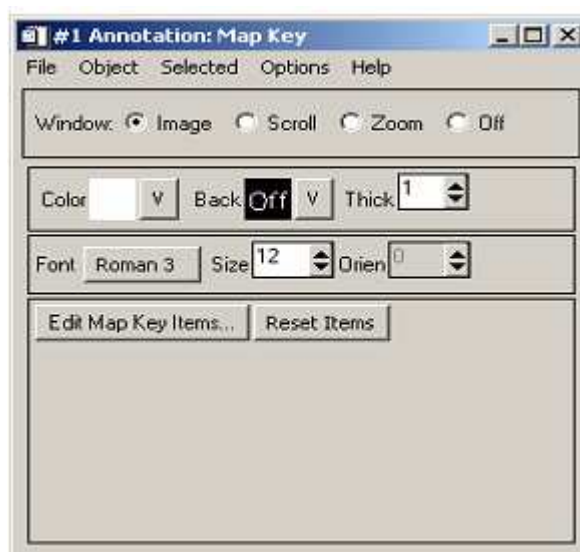 #1 Annotation: Map Key
File Object Selected Options Help
Window: Image Scroll Zoom Off
Color V Back Off V Thick 1
Font Roman 3 Size 12 Orien 0
Edit Map Key Items... Reset Items